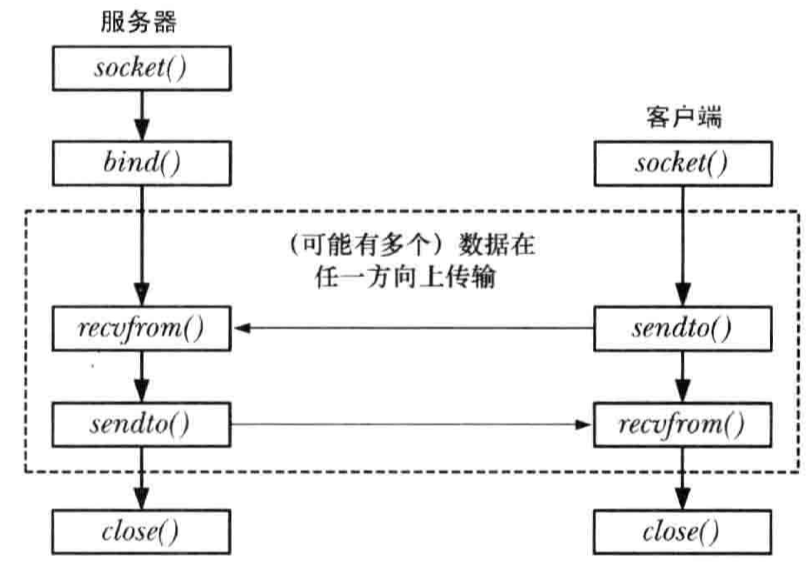 服务器
socket()
bind()
客户端
socket()
(可能有多个)数据在
任一方向上传输
recvfrom()
sendto()
sendto()
recvfrom()
close()
close()